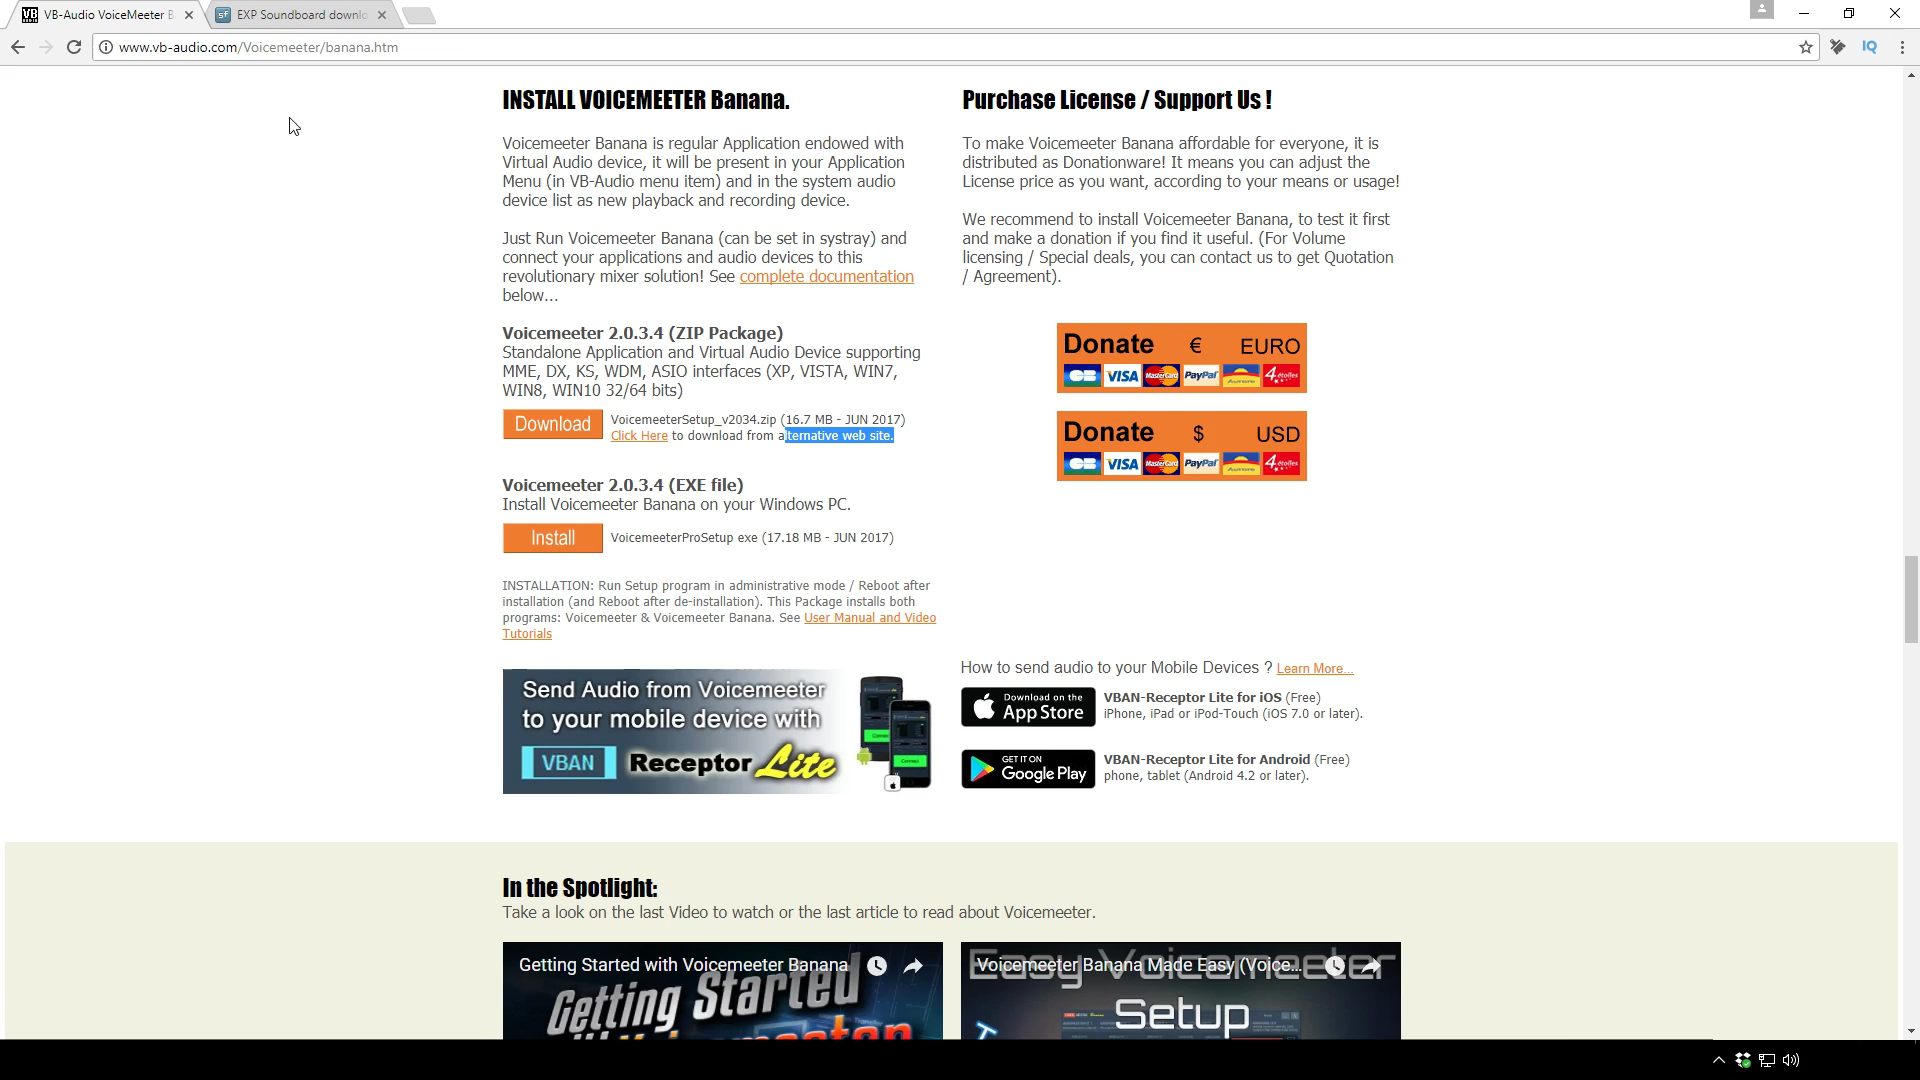 VB-Audio VoiceMeeter B
EXP Soundboard downlo
www.vb-audio.com/Voicemeeter/banana.htm
IQ
INSTALL VOICEMEETER Banana.
Voicemeeter Banana is regular Application endowed with
Virtual Audio device, it will be present in your Application
Menu (in VB-Audio menu item) and in the system audio
device list as new playback and recording device.
Just Run Voicemeeter Banana (can be set in systray) and
connect your applications and audio devices to this
revolutionary mixer solution! See complete documentation
below...
Voicemeeter 2.0.3.4 (ZIP Package)
Standalone Application and Virtual Audio Device supporting
MME, DX, KS, WDM, ASIO interfaces (XP, VISTA, WIN7,
WIN8, WIN10 32/64 bits)
Download
VoicemeeterSetup_v2034.zip (16.7 MB - JUN 2017)
Click Here to download from alternative web site.
Voicemeeter 2.0.3.4 (EXE file)
Install Voicemeeter Banana on your Windows PC.
Install
VoicemeeterProSetup exe (17.18 MB - JUN 2017)
INSTALLATION: Run Setup program in administrative mode / Reboot after
installation (and Reboot after de-installation). This Package installs both
programs: Voicemeeter & Voicemeeter Banana. See User Manual and Video
Tutorials
Send Audio from Voicemeeter
to your mobile device with
VBAN Receptor Lite
Purchase License / Support Us !
To make Voicemeeter Banana affordable for everyone, it is
distributed as Donationware! It means you can adjust the
License price as you want, according to your means or usage!
We recommend to install Voicemeeter Banana, to test it first
and make a donation if you find it useful. (For Volume
licensing / Special deals, you can contact us to get Quotation
/ Agreement).
Donate € EURO
CB VISA MasterCard PayPal Aurore 4étoiles
Donate $ USD
CB VISA MasterCard PayPal Aurore 4étoiles
How to send audio to your Mobile Devices ? Learn More...
Download on the
App Store
VBAN-Receptor Lite for iOS (Free)
iPhone, iPad or iPod-Touch (iOS 7.0 or later).
GET IT ON
Google Play
VBAN-Receptor Lite for Android (Free)
phone, tablet (Android 4.2 or later).
In the Spotlight:
Take a look on the last Video to watch or the last article to read about Voicemeeter.
Getting Started with Voicemeeter Banana
Getting Started
Voicemeeter Banana Made Easy (Voice...
Easy Voicemeeter
Setup